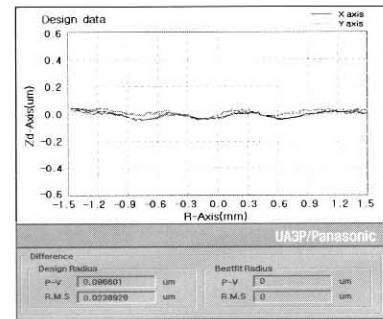 Design data
X axis
Y axis
Zd-Axis(um)
0.6
0.4
0.2
0.0
-0.2
-0.4
-0.6
-1.5 -1.2 -0.9 -0.6 -0.3 0.0 0.3 0.6 0.9 1.2 1.5
R-Axis(mm)
UA3P/Panasonic
Difference
Design Radius
P-V 0.096601 um
R.M.S 0.0238928 um
Bestfit Radius
P-V 0 um
R.M.S 0 um